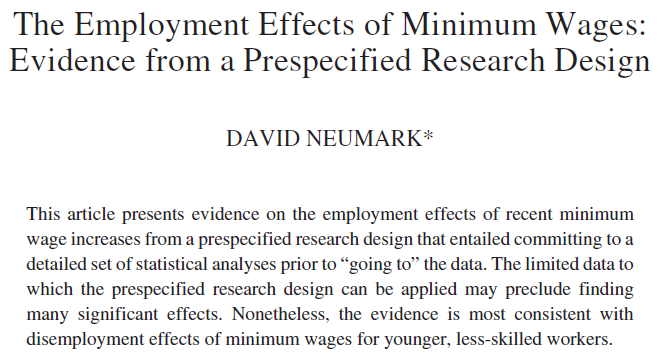 The Employment Effects of Minimum Wages:
Evidence from a Prespecified Research Design
DAVID NEUMARK*
This article presents evidence on the employment effects of recent minimum
wage increases from a prespecified research design that entailed committing to a
detailed set of statistical analyses prior to “going to” the data. The limited data to
which the prespecified research design can be applied may preclude finding
many significant effects. Nonetheless, the evidence is most consistent with
disemployment effects of minimum wages for younger, less-skilled workers.